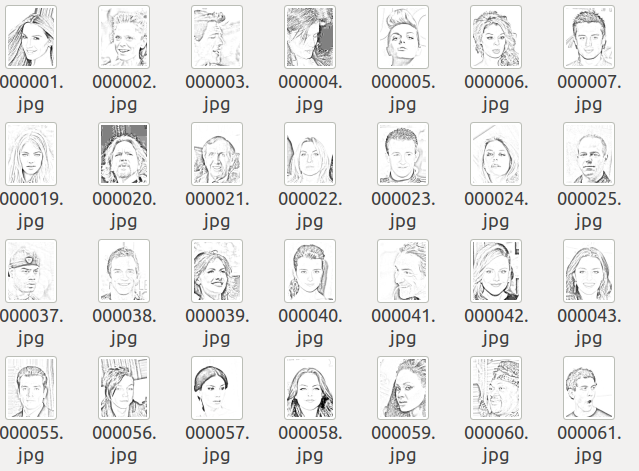 000001. 000002. 000003. 000004. 000005. 000006. 000007.
jpg jpg jpg jpg jpg jpg jpg
000019. 000020. 000021. 000022. 000023. 000024. 000025.
jpg jpg jpg jpg jpg jpg jpg
000037. 000038. 000039. 000040. 000041. 000042. 000043.
jpg jpg jpg jpg jpg jpg jpg
000055. 000056. 000057. 000058. 000059. 000060. 000061.
jpg jpg jpg jpg jpg jpg jpg